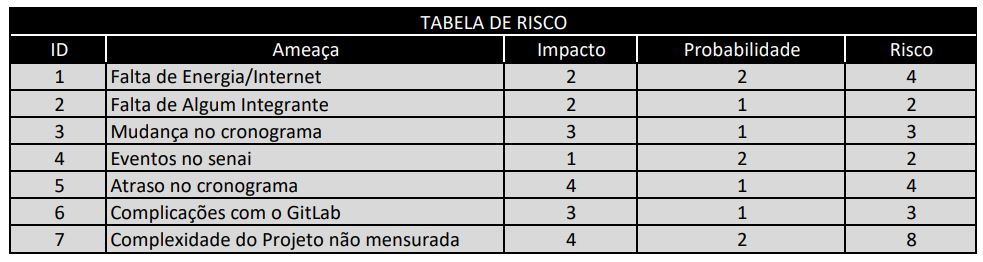 TABELA DE RISCO
ID Ameaça Impacto Probabilidade Risco
1 Falta de Energia/Internet 2 2 4
2 Falta de Algum Integrante 2 1 2
3 Mudança no cronograma 3 1 3
4 Eventos no senai 1 2 2
5 Atraso no cronograma 4 1 4
6 Complicações com o GitLab 3 1 3
7 Complexidade do Projeto não mensurada 4 2 8